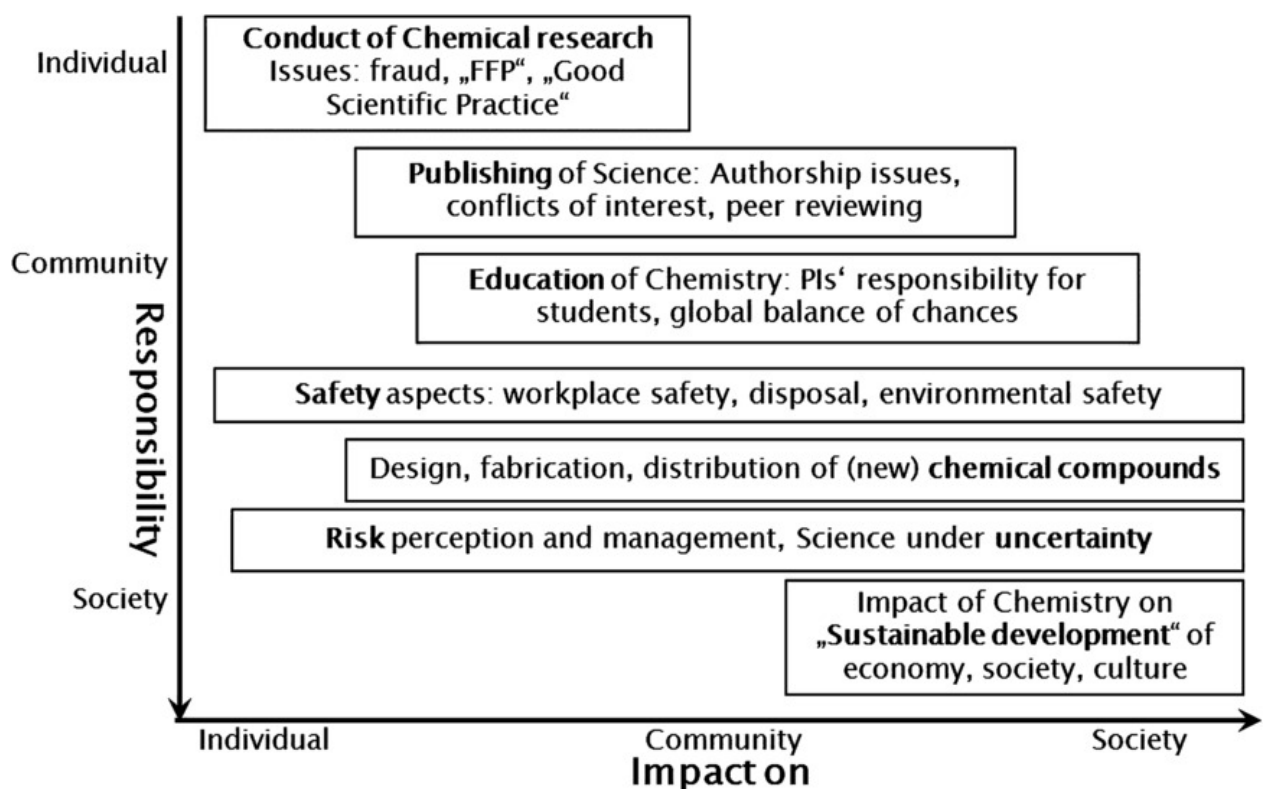 Individual
Conduct of Chemical research
Issues: fraud, „FFP“, „Good
Scientific Practice“
Publishing of Science: Authorship issues,
conflicts of interest, peer reviewing
Community
Education of Chemistry: PIs‘ responsibility for
students, global balance of chances
Responsibility
Safety aspects: workplace safety, disposal, environmental safety
Design, fabrication, distribution of (new) chemical compounds
Risk perception and management, Science under uncertainty
Society
Impact of Chemistry on
„Sustainable development“ of
economy, society, culture
Individual
Community
Society
Impact on